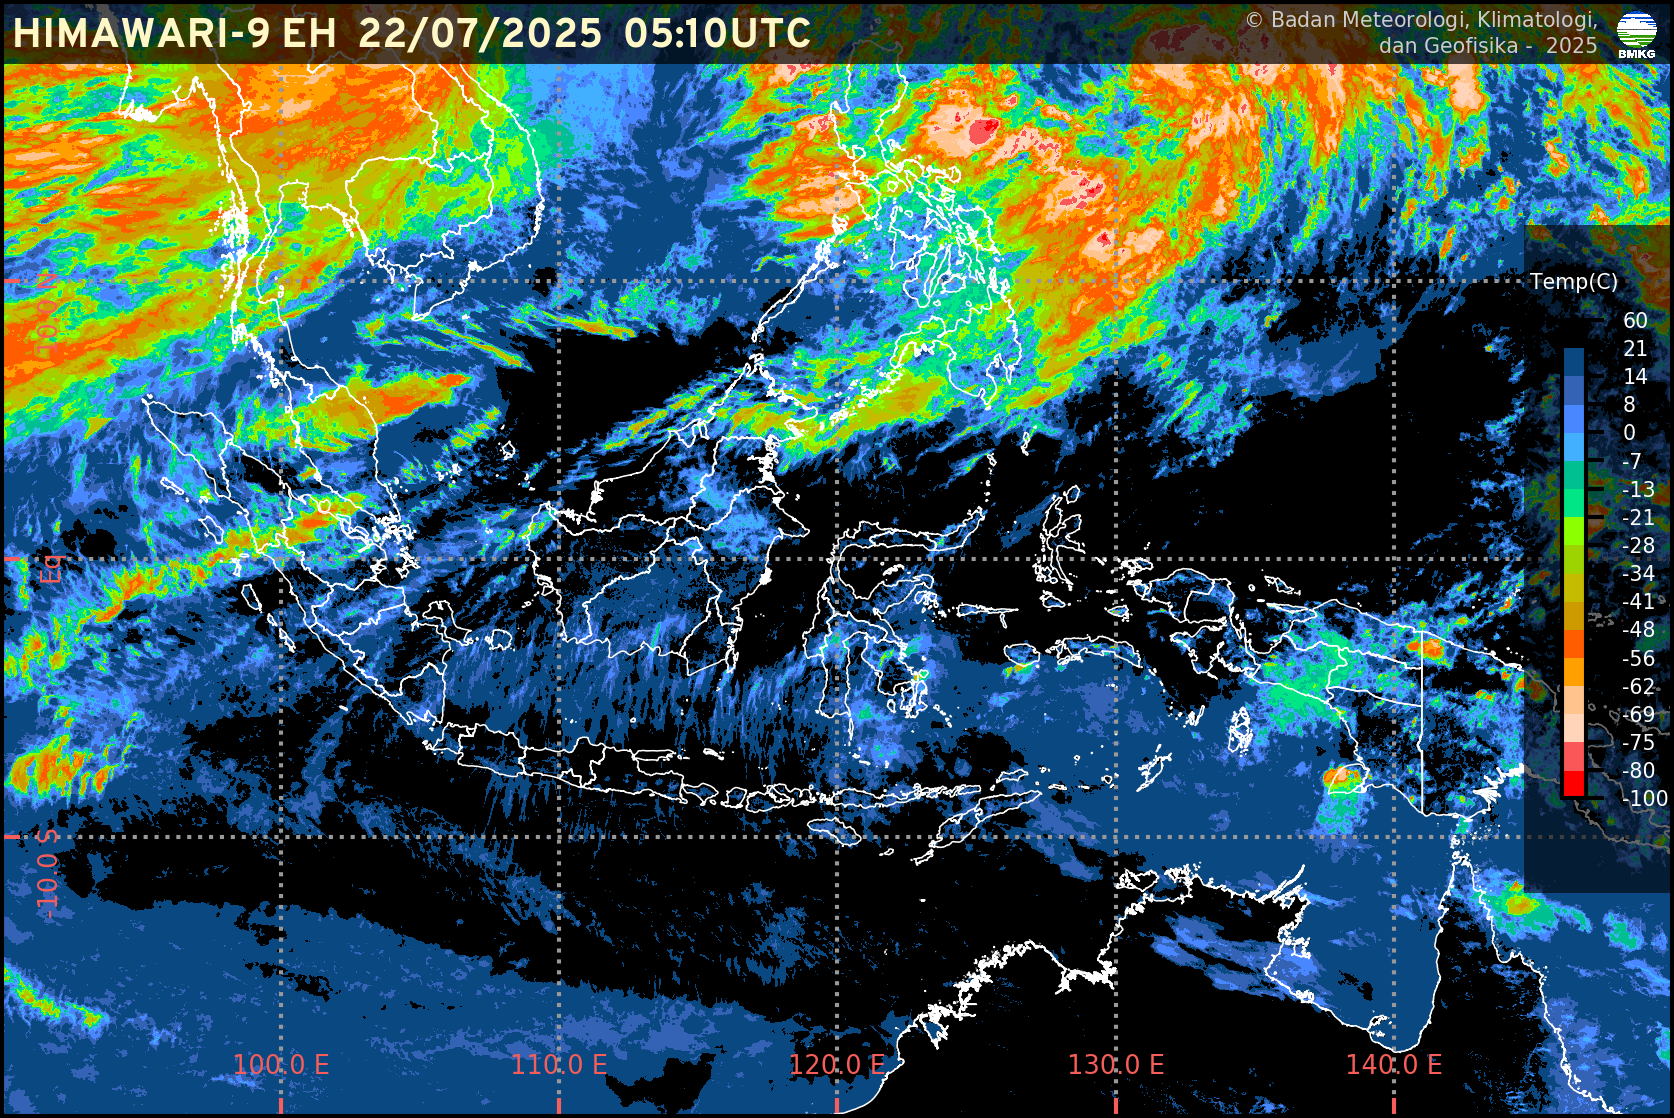 HIMAWARI-9 EH 22/07/2025 05:10UTC
© Badan Meteorologi, Klimatologi,
dan Geofisika - 2025
BMKG
Temp(C)
60
21
14
8
0
-7
-13
-21
-28
-34
-41
-48
-56
-62
-69
-75
-80
-100
10.0 N
Eq
-10.0 S
100.0 E
110.0 E
120.0 E
130.0 E
140.0 E